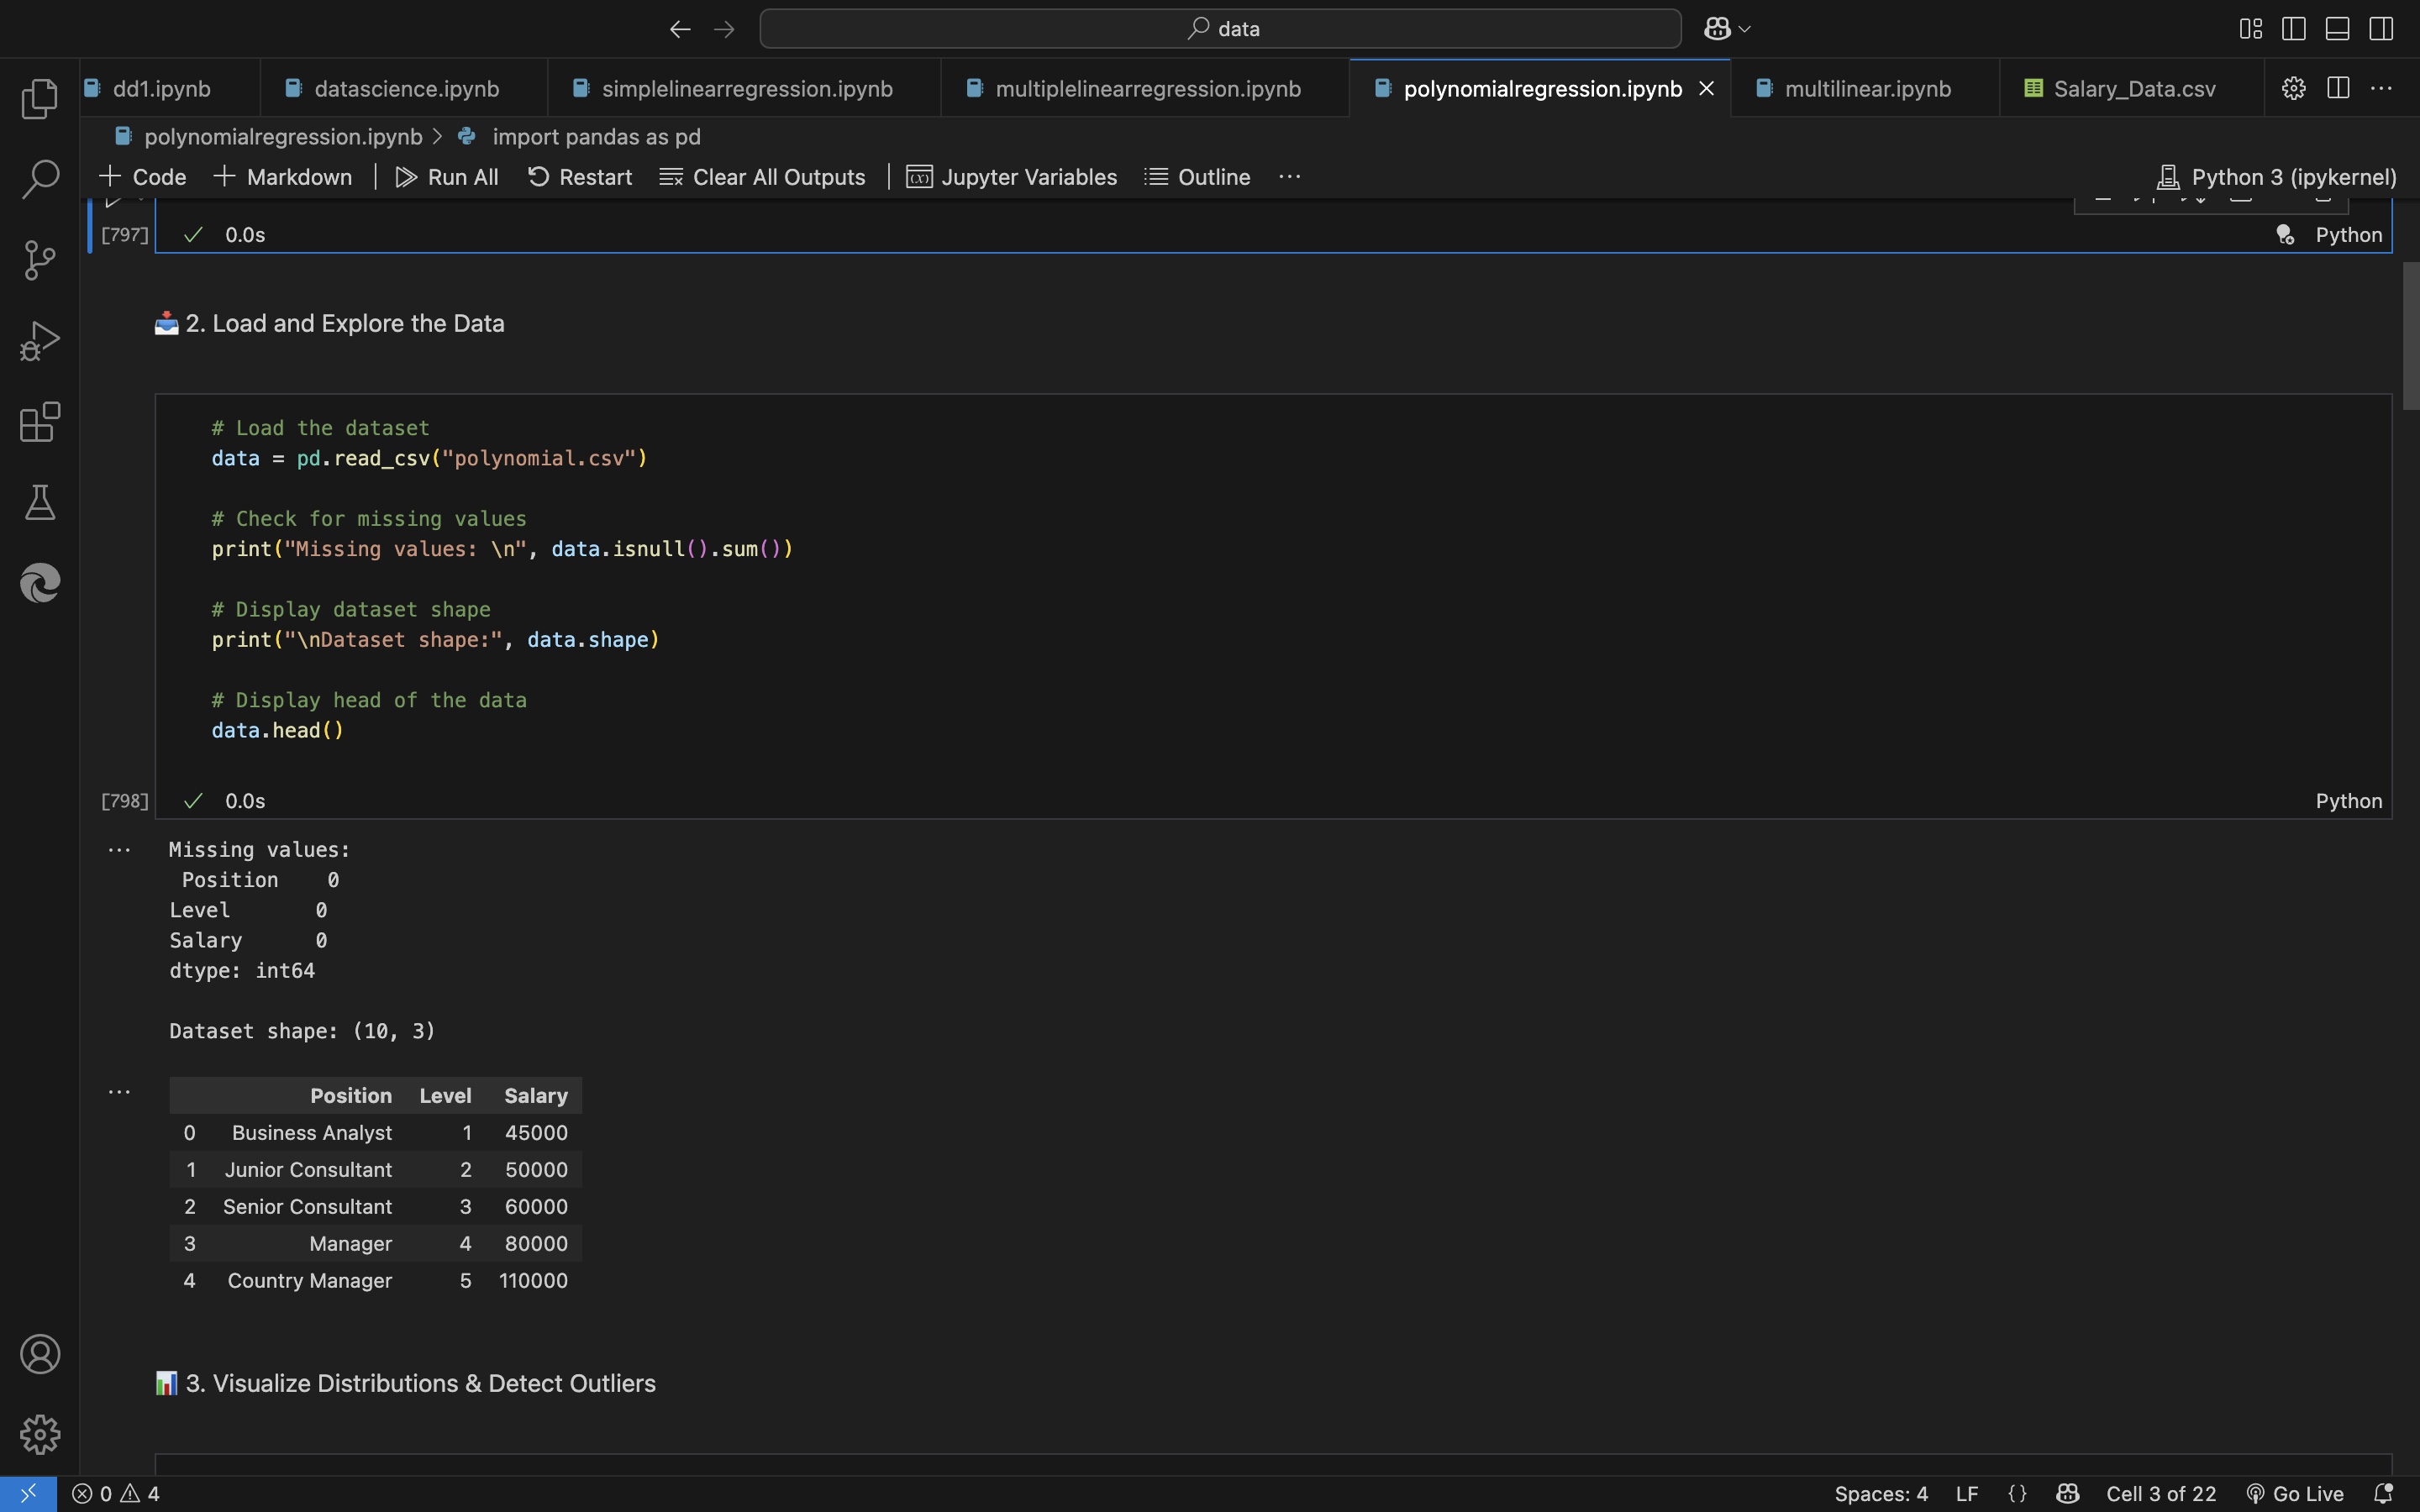 data
dd1.ipynb datascience.ipynb simplelinearregression.ipynb multiplelinearregression.ipynb polynomialregression.ipynb multilinear.ipynb Salary_Data.csv
polynomialregression.ipynb > import pandas as pd
Code Markdown Run All Restart Clear All Outputs Jupyter Variables Outline ... Python 3 (ipykernel)
[797] 0.0s Python
2. Load and Explore the Data
# Load the dataset
data = pd.read_csv("polynomial.csv")
# Check for missing values
print("Missing values: \n", data.isnull().sum())
# Display dataset shape
print("\nDataset shape:", data.shape)
# Display head of the data
data.head()
[798] 0.0s Python
... Missing values:
Position 0
Level 0
Salary 0
dtype: int64
Dataset shape: (10, 3)
... Position Level Salary
0 Business Analyst 1 45000
1 Junior Consultant 2 50000
2 Senior Consultant 3 60000
3 Manager 4 80000
4 Country Manager 5 110000
3. Visualize Distributions & Detect Outliers
0 4 Spaces: 4 LF {} Cell 3 of 22 Go Live